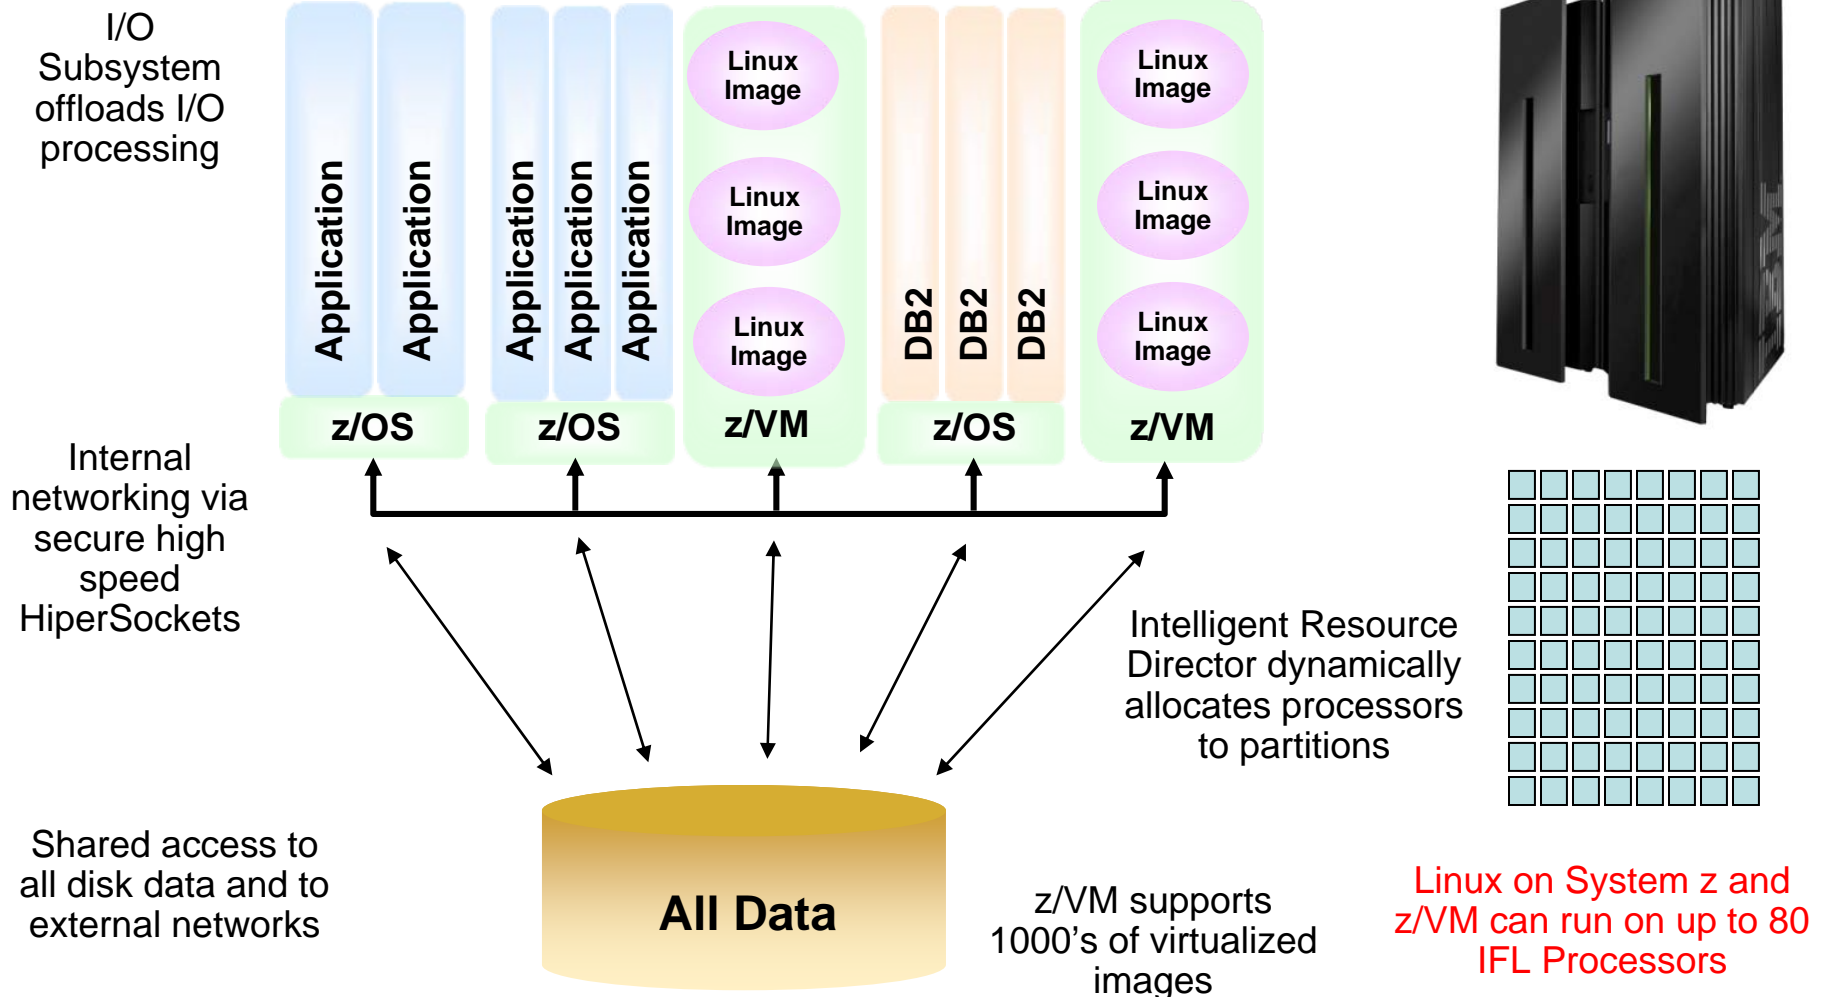 I/O
Subsystem
offloads I/O
processing
Application
Application
Application
Application
Application
Linux
Image
Linux
Image
Linux
Image
DB2
DB2
DB2
Linux
Image
Linux
Image
Linux
Image
z/OS
z/OS
z/VM
z/OS
z/VM
IBM
Internal
networking via
secure high
speed
HiperSockets
Intelligent Resource
Director dynamically
allocates processors
to partitions
Shared access to
all disk data and to
external networks
All Data
z/VM supports
1000’s of virtualized
images
Linux on System z and
z/VM can run on up to 80
IFL Processors